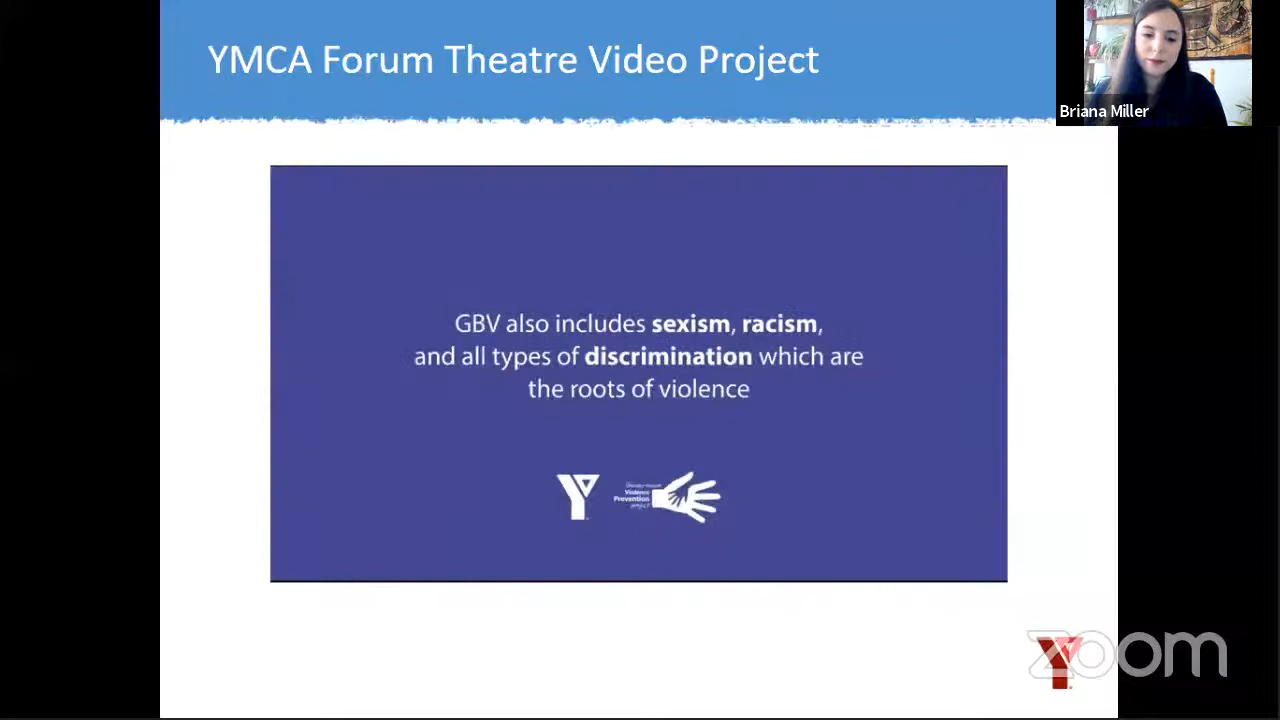 YMCA Forum Theatre Video Project
Briana Miller
GBV also includes sexism, racism,
and all types of discrimination which are
the roots of violence
Violence
Prevention
project
zoom